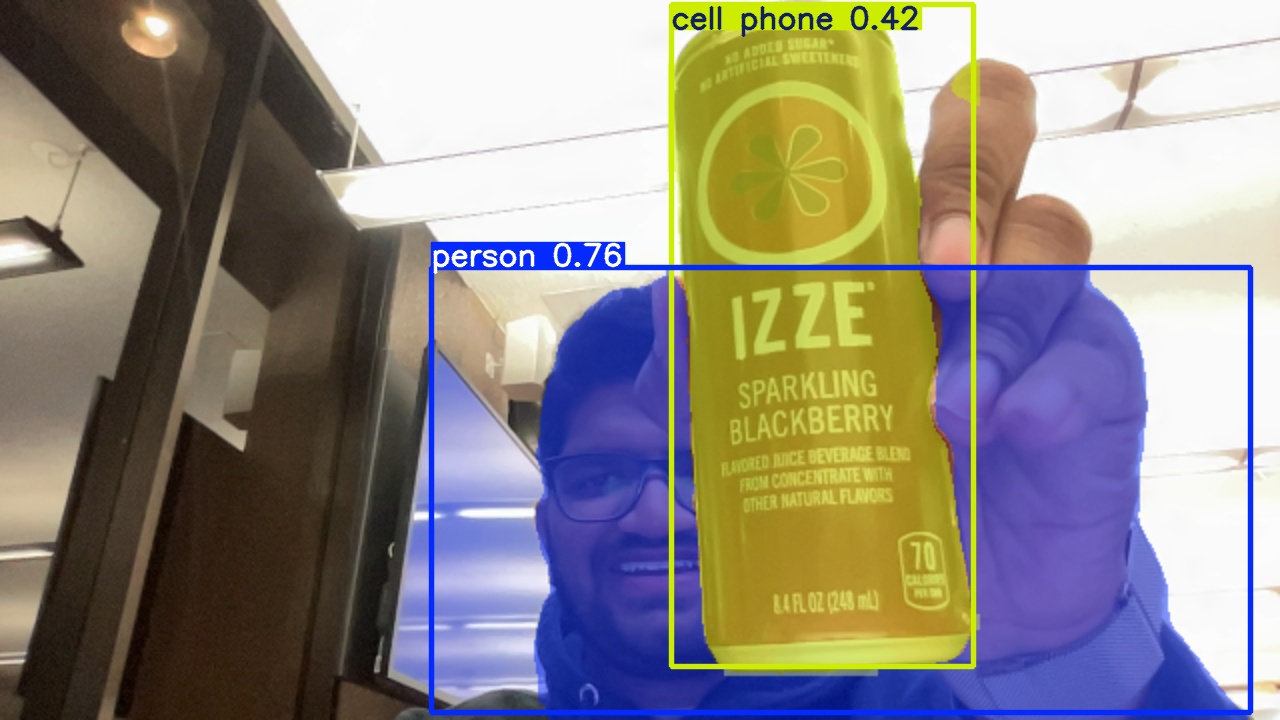 cell phone 0.42
NO ADDED SUGAR*
NO ARTIFICIAL SWEETENERS
person 0.76
IZZE®
SPARKLING
BLACKBERRY
FLAVORED JUICE BEVERAGE BLEND
FROM CONCENTRATE WITH
OTHER NATURAL FLAVORS
70
CALORIES
PER CAN
8.4 FL OZ (248 mL)